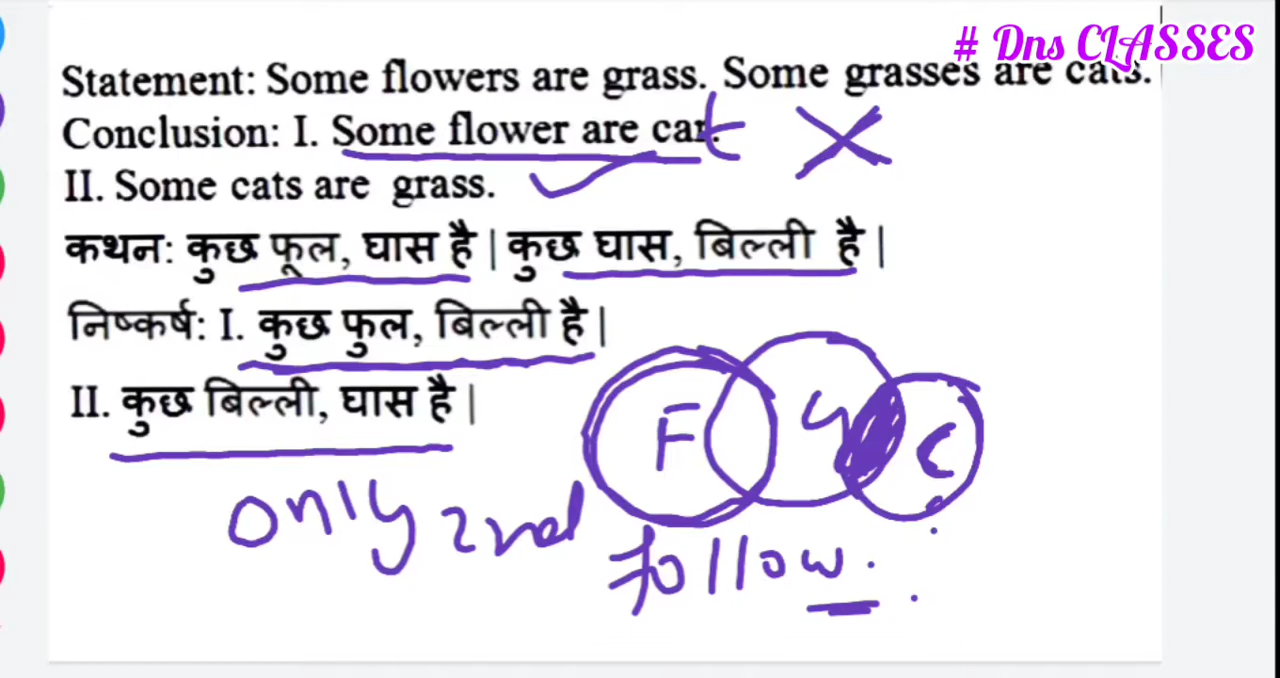 # Dns CLASSES
Statement: Some flowers are grass. Some grasses are cats.
Conclusion: I. Some flower are cat.
II. Some cats are grass.
कथन: कुछ फूल, घास है | कुछ घास, बिल्ली है |
निष्कर्ष: I. कुछ फुल, बिल्ली है |
II. कुछ बिल्ली, घास है |
F G C
only 2nd follow.